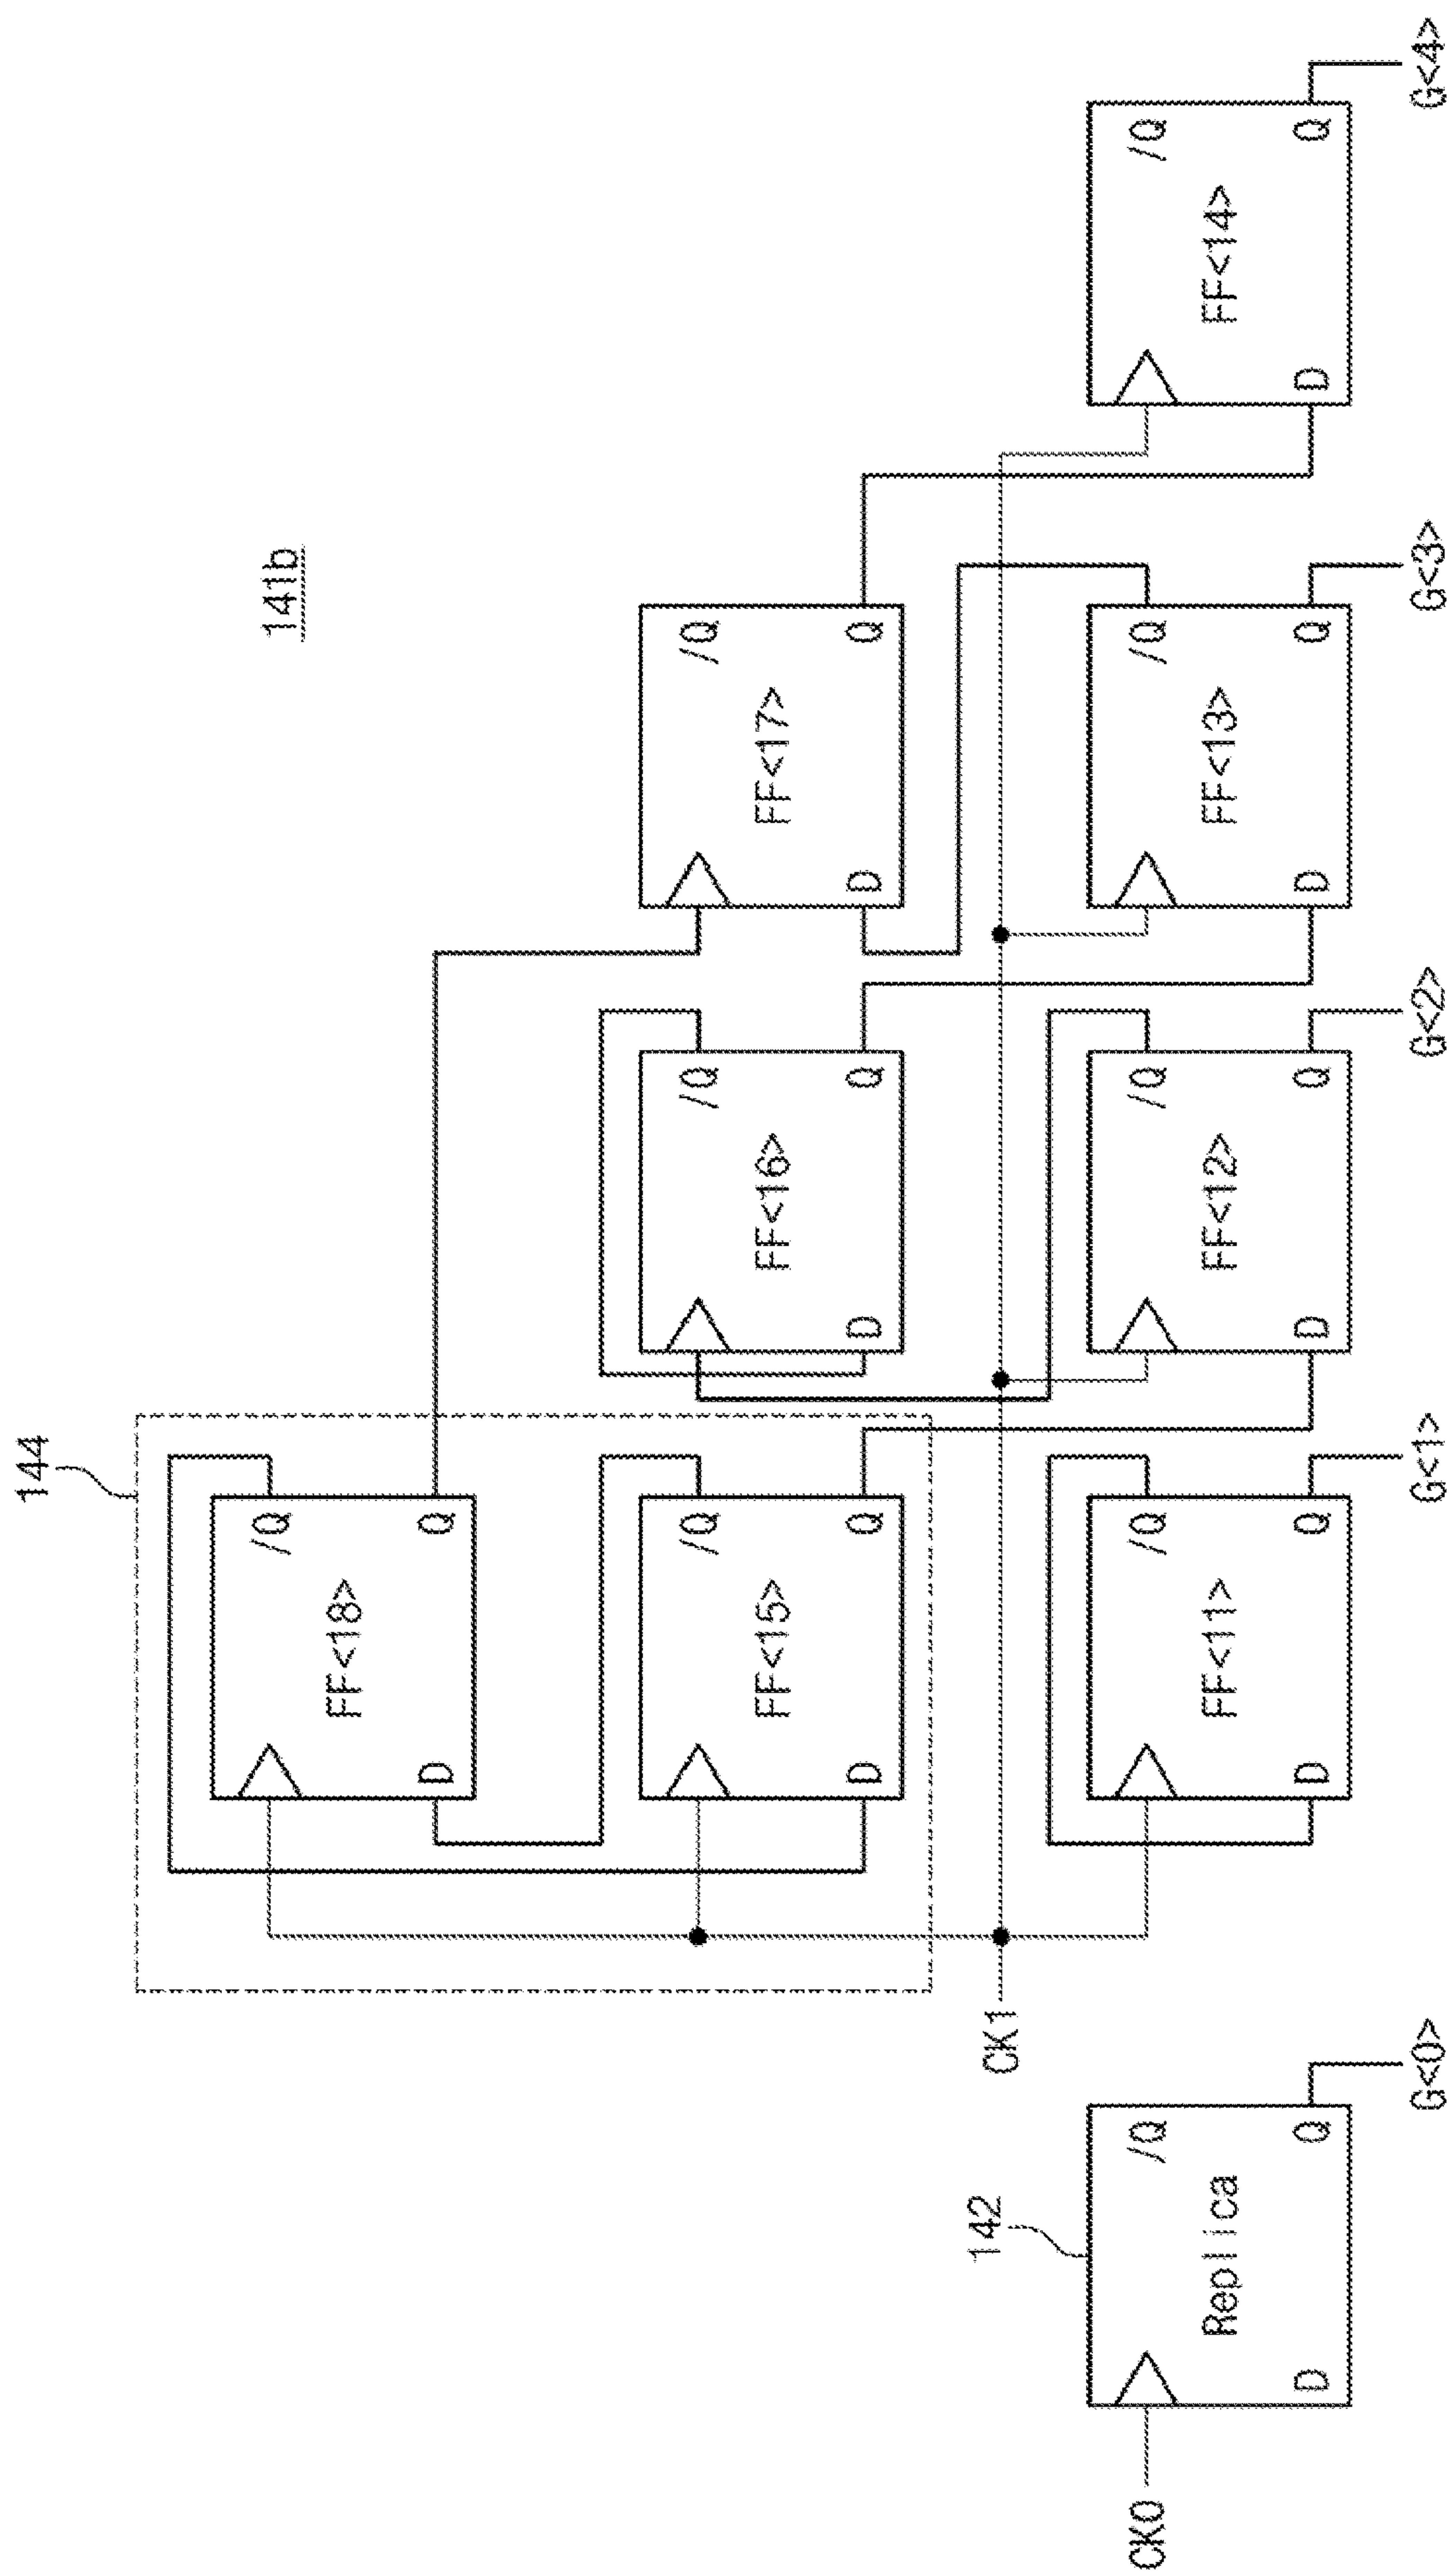 141b
144
/Q
FF<18>
D
Q
/Q
FF<15>
D
Q
/Q
FF<16>
D
Q
/Q
FF<17>
D
Q
CK1
142
CK0
/Q
Replica
D
Q
/Q
FF<11>
D
Q
/Q
FF<12>
D
Q
/Q
FF<13>
D
Q
/Q
FF<14>
D
Q
G<0>
G<1>
G<2>
G<3>
G<4>